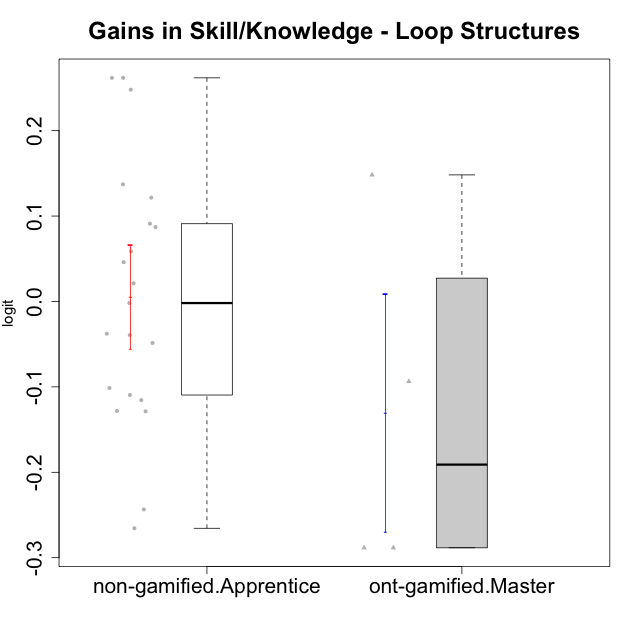 Gains in Skill/Knowledge - Loop Structures
logit
0.2
0.1
0.0
-0.1
-0.2
-0.3
non-gamified.Apprentice
ont-gamified.Master